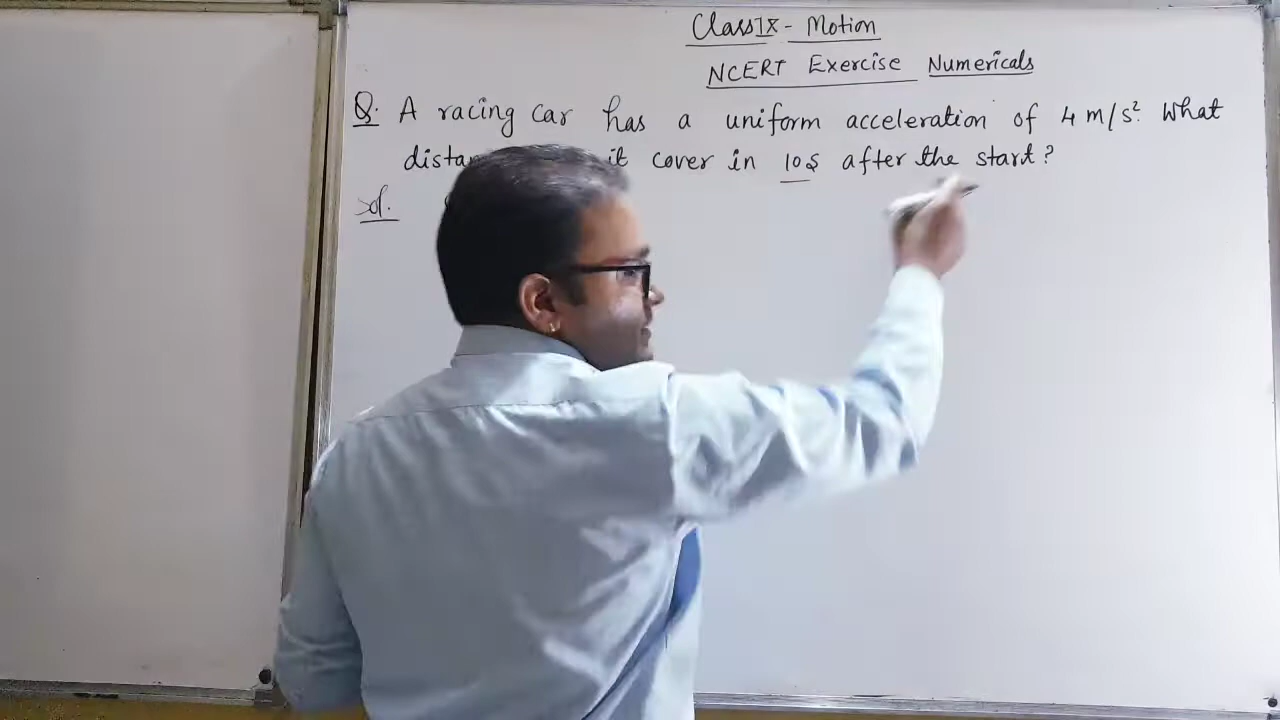 Class IX - Motion
NCERT Exercise Numericals
Q. A racing car has a uniform acceleration of 4 m/s². What
it cover in 10s after the start?
Sol.